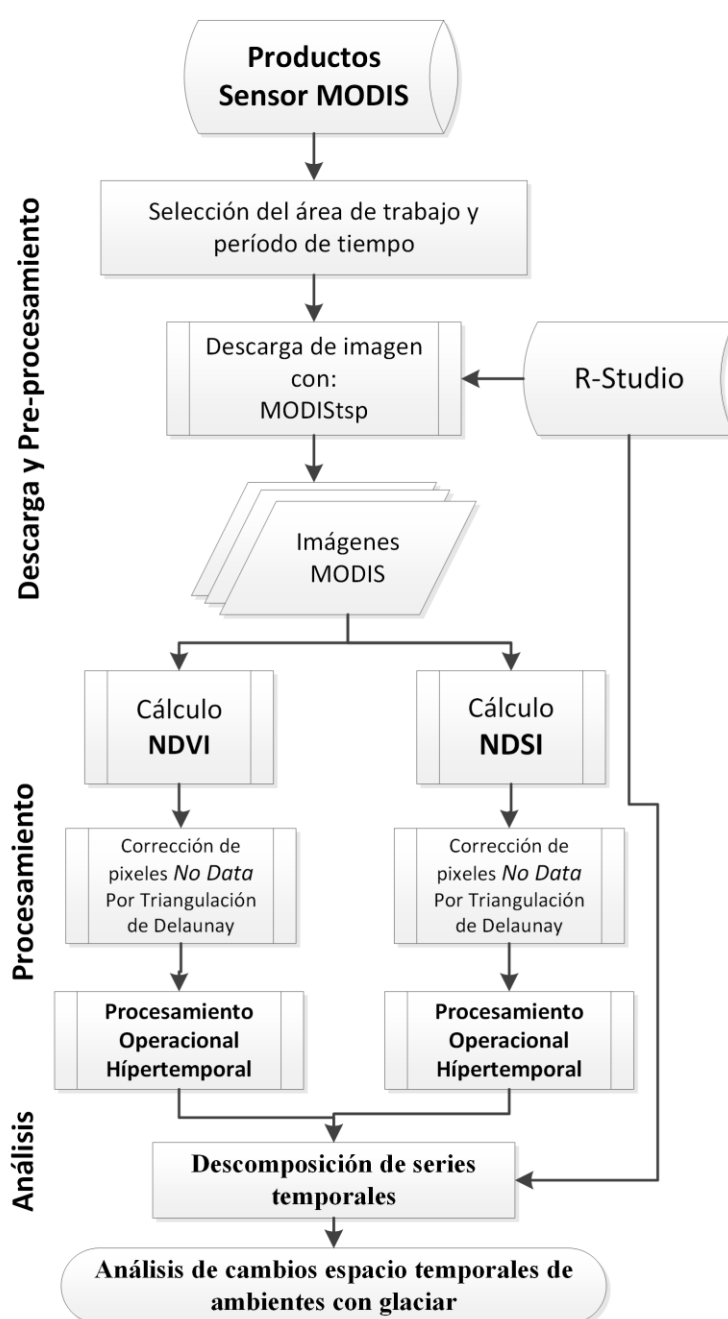 Productos
Sensor MODIS
Descarga y Pre-procesamiento
Selección del área de trabajo y
período de tiempo
Descarga de imagen
con:
MODIStsp
R-Studio
Imágenes
MODIS
Procesamiento
Cálculo
NDVI
Cálculo
NDSI
Corrección de
pixeles No Data
Por Triangulación
de Delaunay
Corrección de
pixeles No Data
Por Triangulación
de Delaunay
Procesamiento
Operacional
Hípertemporal
Procesamiento
Operacional
Hípertemporal
Análisis
Descomposición de series
temporales
Análisis de cambios espacio temporales de
ambientes con glaciar